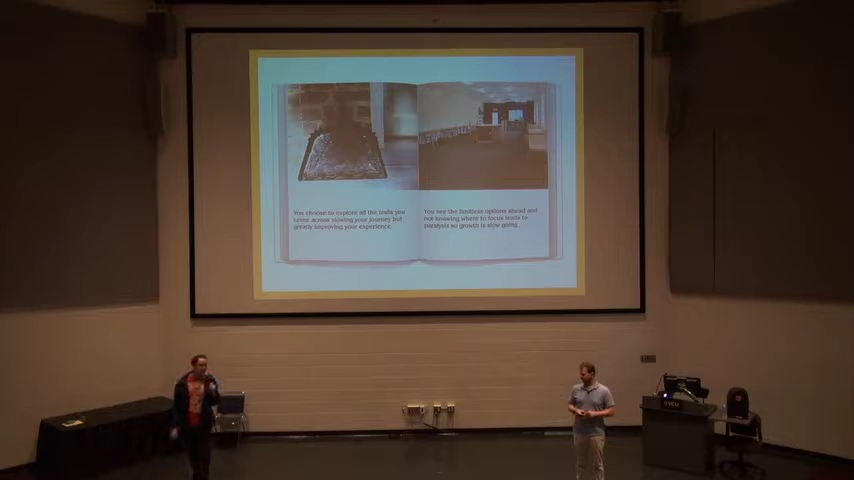 You choose to explore all the trails you
come across slowing your journey but
greatly improving your experience.
You see the limitless options ahead and
not knowing where to focus leads to
paralysis so growth is slow going.